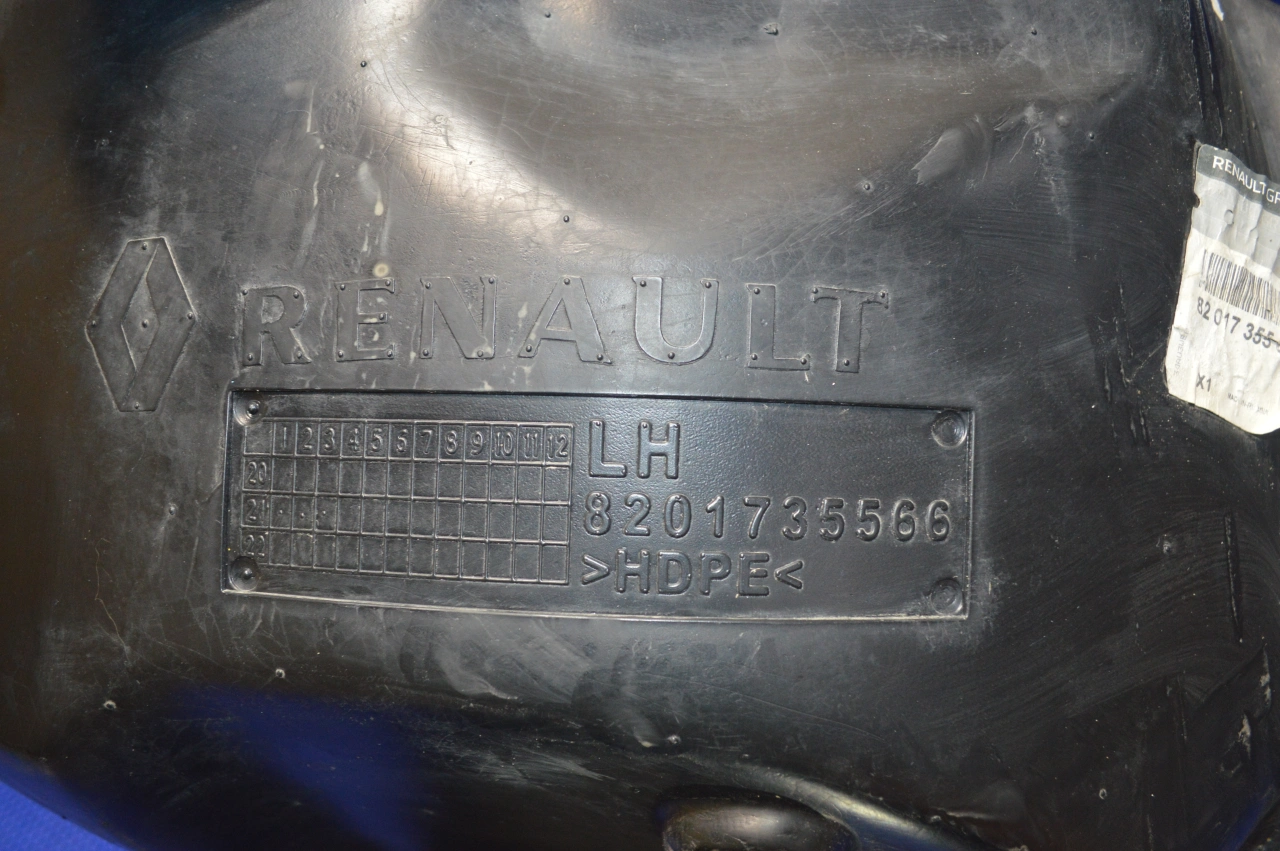 RENAULT
1 2 3 4 5 6 7 8 9 10 11 12
20
21
22
LH
8201735566
>HDPE<
RENAULT
82 017 355
X1